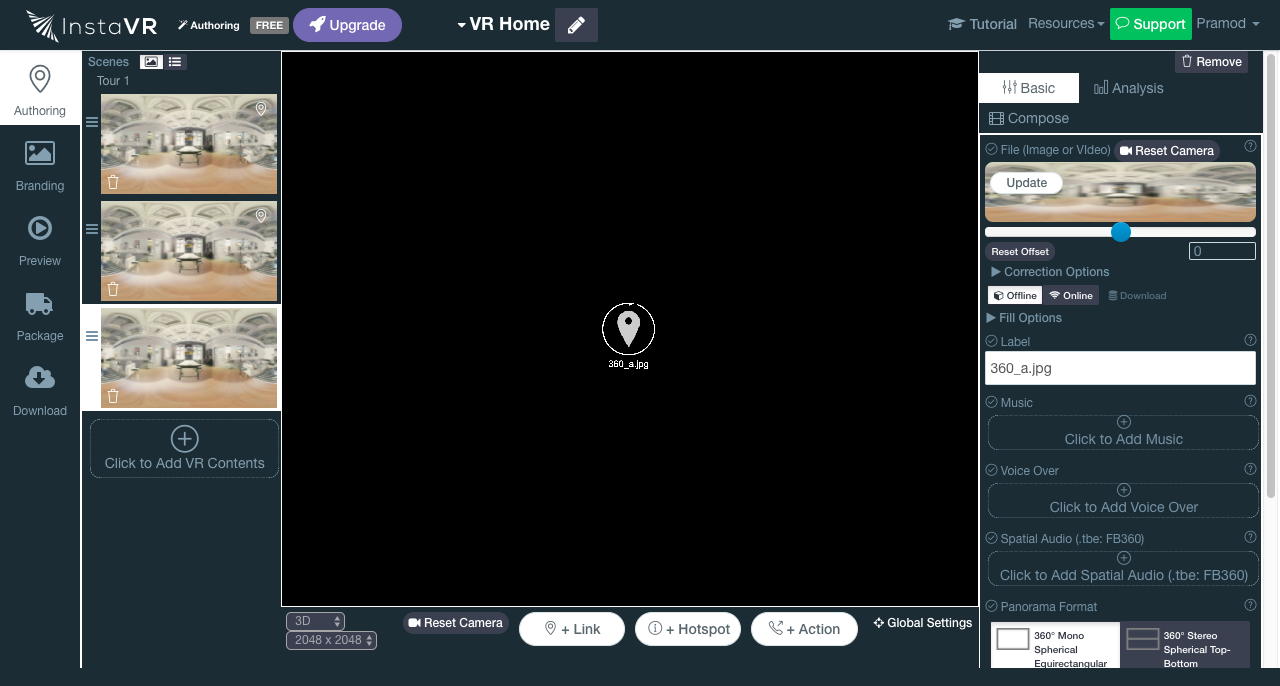 InstaVR
Authoring
FREE
Upgrade
VR Home
Tutorial
Resources
Support
Pramod
Authoring
Branding
Preview
Package
Download
Scenes
Tour 1
Click to Add VR Contents
360_a.jpg
3D
2048 x 2048
Reset Camera
+ Link
+ Hotspot
+ Action
Global Settings
Remove
Basic
Analysis
Compose
File (Image or VIdeo)
Reset Camera
Update
Reset Offset
0
Correction Options
Offline
Online
Download
Fill Options
Label
360_a.jpg
Music
Click to Add Music
Voice Over
Click to Add Voice Over
Spatial Audio (.tbe: FB360)
Click to Add Spatial Audio (.tbe: FB360)
Panorama Format
360° Mono
Spherical
Equirectangular
360° Stereo
Spherical Top-
Bottom